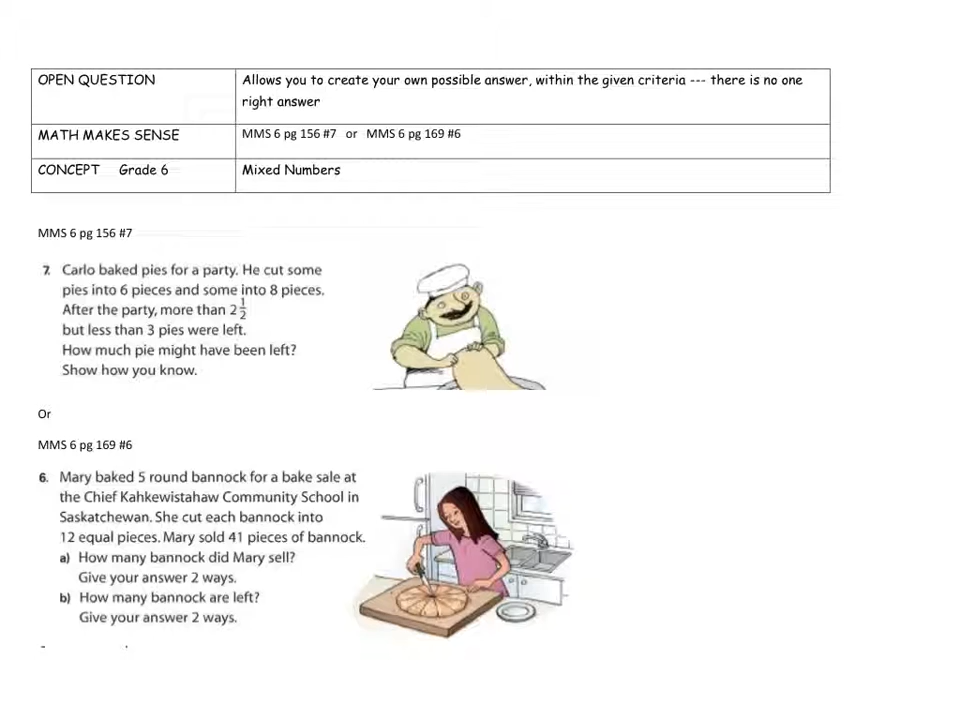 OPEN QUESTION
Allows you to create your own possible answer, within the given criteria --- there is no one
right answer
MATH MAKES SENSE
MMS 6 pg 156 #7 or MMS 6 pg 169 #6
CONCEPT Grade 6
Mixed Numbers
MMS 6 pg 156 #7
7. Carlo baked pies for a party. He cut some
pies into 6 pieces and some into 8 pieces.
After the party, more than 2 1/2
but less than 3 pies were left.
How much pie might have been left?
Show how you know.
Or
MMS 6 pg 169 #6
6. Mary baked 5 round bannock for a bake sale at
the Chief Kahkewistahaw Community School in
Saskatchewan. She cut each bannock into
12 equal pieces. Mary sold 41 pieces of bannock.
a) How many bannock did Mary sell?
Give your answer 2 ways.
b) How many bannock are left?
Give your answer 2 ways.